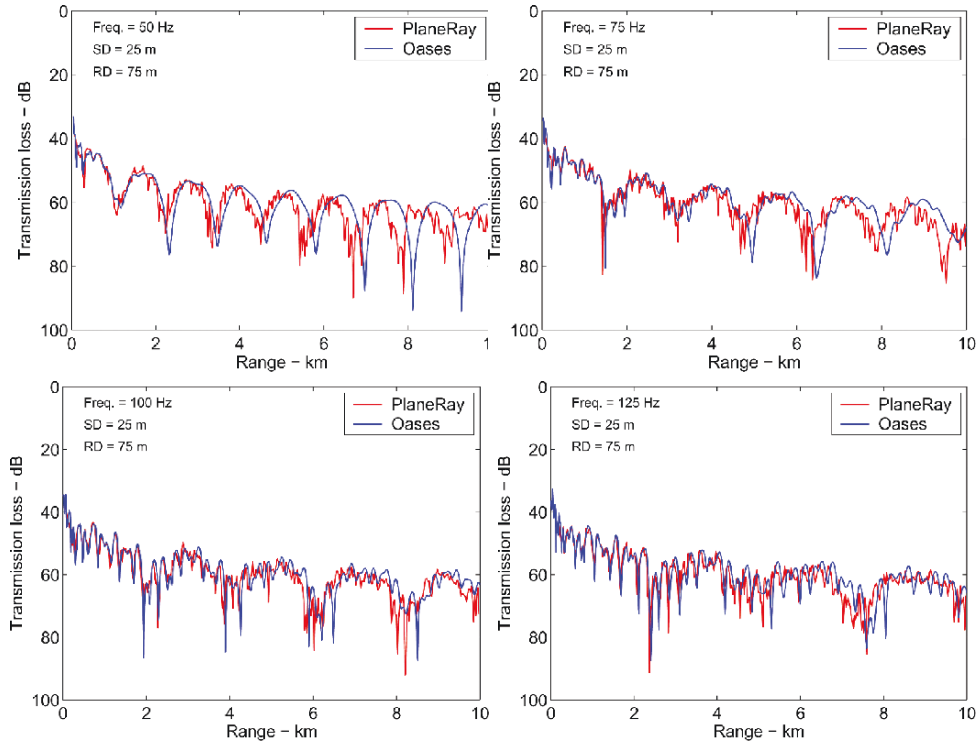 Freq. = 50 Hz
SD = 25 m
RD = 75 m
PlaneRay
Oases
0
20
40
60
80
100
Transmission loss – dB
0 2 4 6 8 1
Range – km
Freq. = 75 Hz
SD = 25 m
RD = 75 m
PlaneRay
Oases
0
20
40
60
80
100
Transmission loss – dB
0 2 4 6 8 10
Range – km
Freq. = 100 Hz
SD = 25 m
RD = 75 m
PlaneRay
Oases
0
20
40
60
80
100
Transmission loss – dB
0 2 4 6 8 10
Range – km
Freq. = 125 Hz
SD = 25 m
RD = 75 m
PlaneRay
Oases
0
20
40
60
80
100
Transmission loss – dB
0 2 4 6 8 10
Range – km